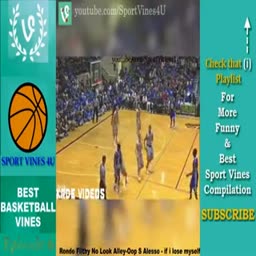 youtube.com/SportVines4U
SPORT VINES 4U
BEST
BASKETBALL
VINES
Check that (i)
Playlist
For
More
Funny
&
Best
Sport Vines
Compilation
SUBSCRIBE
VIDEOS
Rondo Filthy No Look Alley-Oop S Alesso - if i lose myself